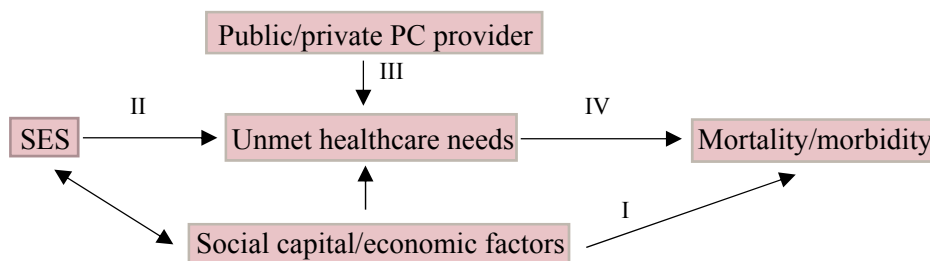 Public/private PC provider
III
II
IV
SES
Unmet healthcare needs
Mortality/morbidity
I
Social capital/economic factors